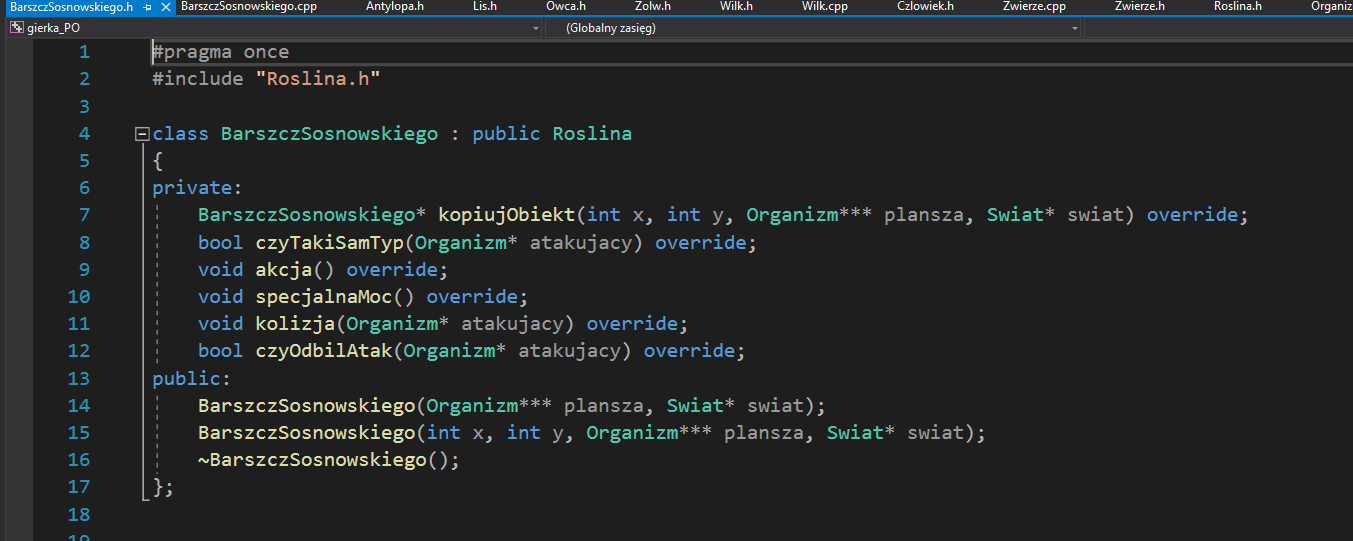 BarszczSosnowskiego.h BarszczSosnowskiego.cpp Antylopa.h Lis.h Owca.h Zolw.h Wilk.h Wilk.cpp Czlowiek.h Zwierze.cpp Zwierze.h Roslina.h Organiz
gierka_PO (Globalny zasięg)
1 #pragma once
2 #include "Roslina.h"
3
4 class BarszczSosnowskiego : public Roslina
5 {
6 private:
7 BarszczSosnowskiego* kopiujObiekt(int x, int y, Organizm*** plansza, Swiat* swiat) override;
8 bool czyTakiSamTyp(Organizm* atakujacy) override;
9 void akcja() override;
10 void specjalnaMoc() override;
11 void kolizja(Organizm* atakujacy) override;
12 bool czyOdbilAtak(Organizm* atakujacy) override;
13 public:
14 BarszczSosnowskiego(Organizm*** plansza, Swiat* swiat);
15 BarszczSosnowskiego(int x, int y, Organizm*** plansza, Swiat* swiat);
16 ~BarszczSosnowskiego();
17 };
18